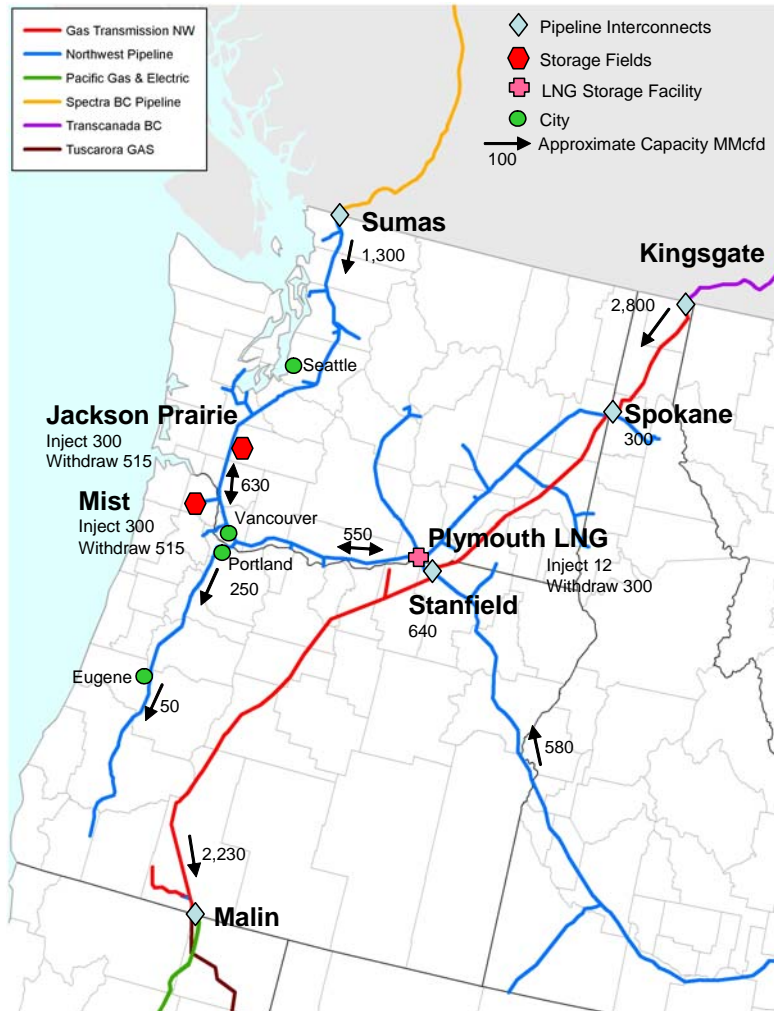 Gas Transmission NW
Northwest Pipeline
Pacific Gas & Electric
Spectra BC Pipeline
Transcanada BC
Tuscarora GAS
Pipeline Interconnects
Storage Fields
LNG Storage Facility
City
Approximate Capacity MMcfd
100
Sumas
1,300
Kingsgate
2,800
Seattle
Jackson Prairie
Inject 300
Withdraw 515
630
Spokane
300
Mist
Inject 300
Withdraw 515
Vancouver
Portland
250
550
Plymouth LNG
Inject 12
Withdraw 300
Stanfield
640
Eugene
50
580
2,230
Malin